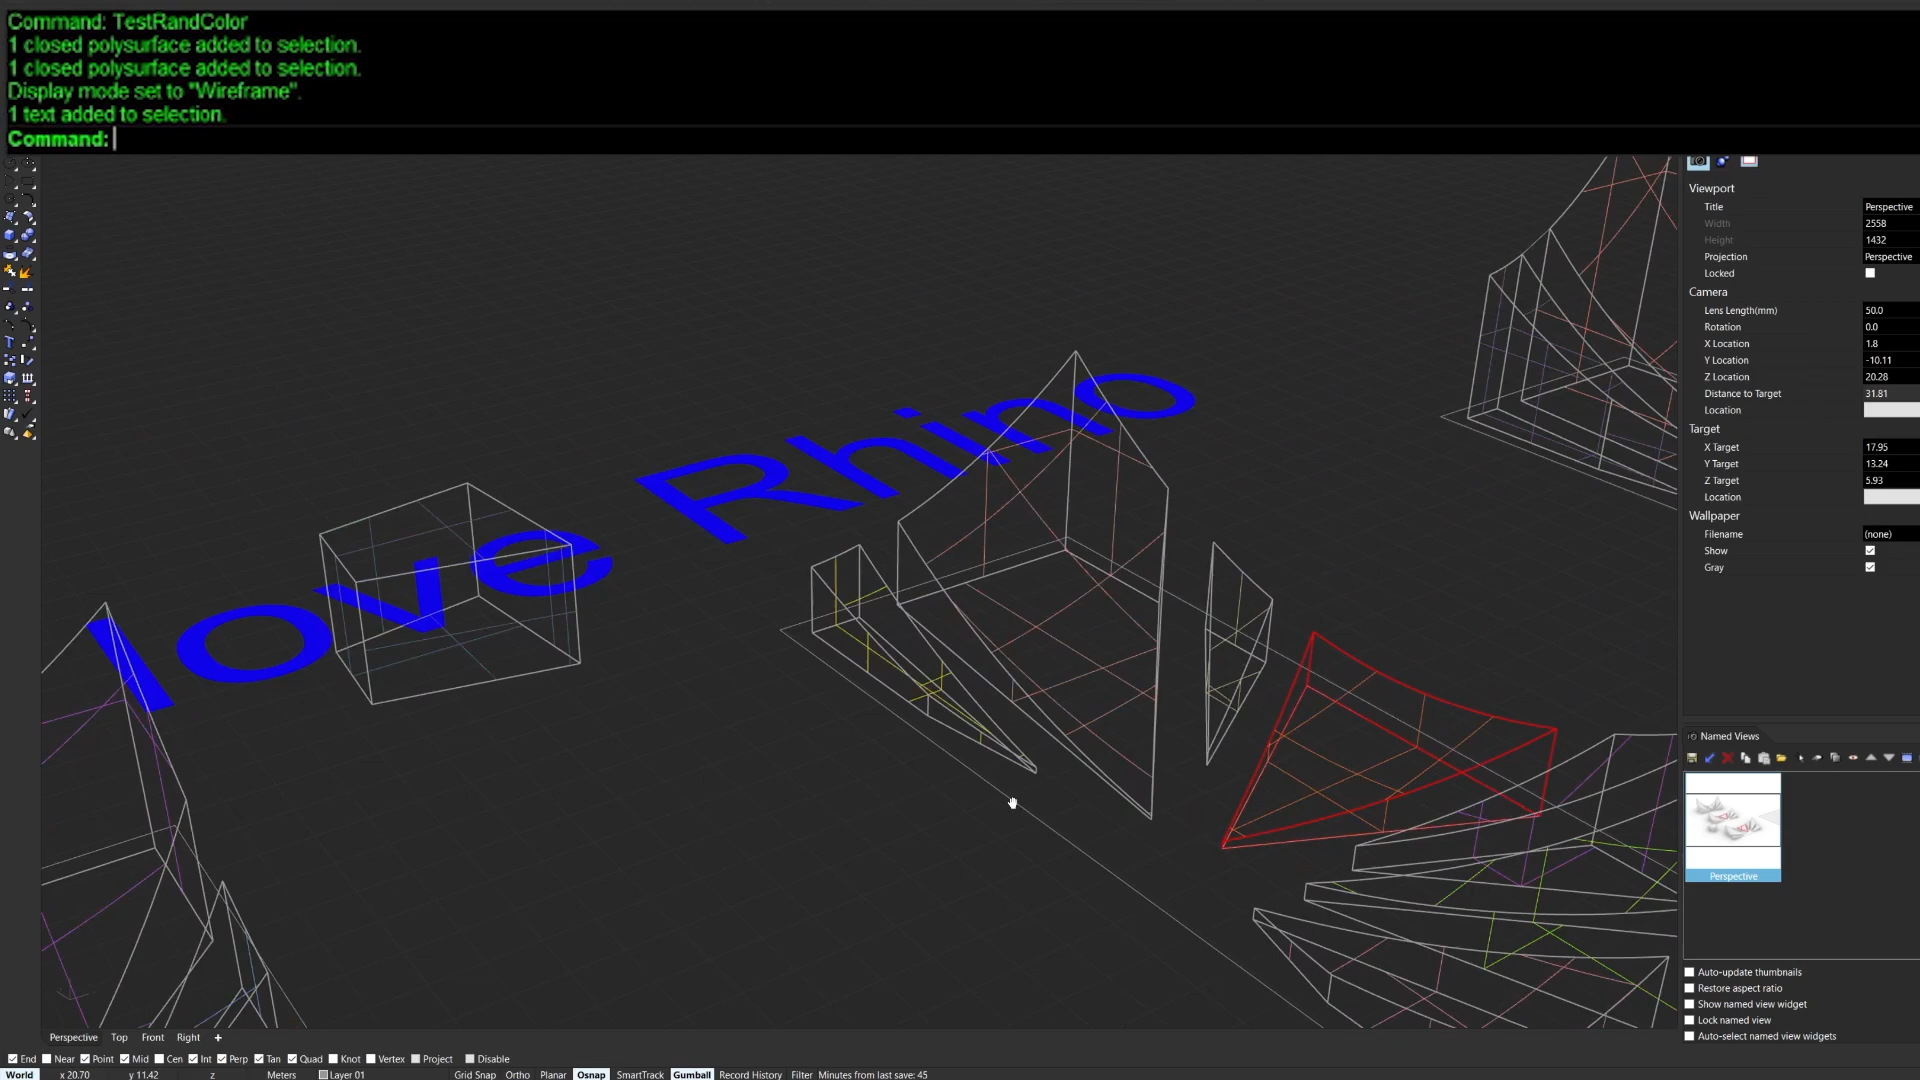 Command: TestRandColor
1 closed polysurface added to selection.
1 closed polysurface added to selection.
Display mode set to "Wireframe".
1 text added to selection.
Command:
I love Rhino
Viewport
Title Perspective
Width 2558
Height 1432
Projection Perspective
Locked
Camera
Lens Length(mm) 50.0
Rotation 0.0
X Location 1.8
Y Location -10.11
Z Location 20.28
Distance to Target 31.81
Location
Target
X Target 17.95
Y Target 13.24
Z Target 5.93
Location
Wallpaper
Filename (none)
Show
Gray
Named Views
Perspective
Auto-update thumbnails
Restore aspect ratio
Show named view widget
Lock named view
Auto-select named view widgets
Perspective Top Front Right +
End Near Point Mid Cen Int Perp Tan Quad Knot Vertex Project Disable
World x 20.70 y 11.42 z Meters Layer 01 Grid Snap Ortho Planar Osnap SmartTrack Gumball Record History Filter Minutes from last save: 45